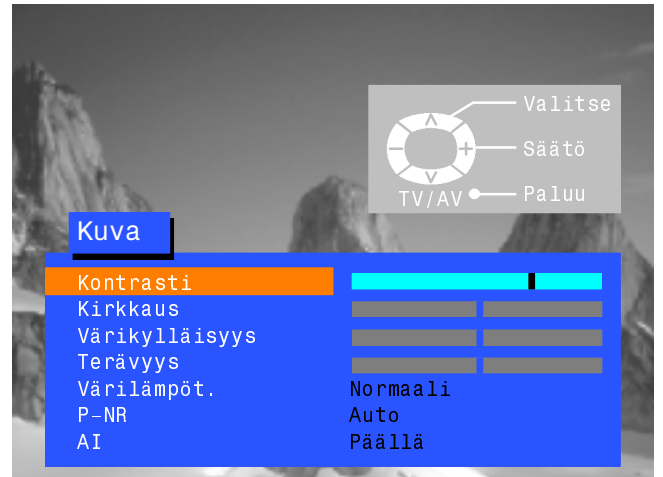 Valitse
Säätö
TV/AV Paluu
Kuva
Kontrasti
Kirkkaus
Värikylläisyys
Terävyys
Värilämpöt. Normaali
P-NR Auto
AI Päällä